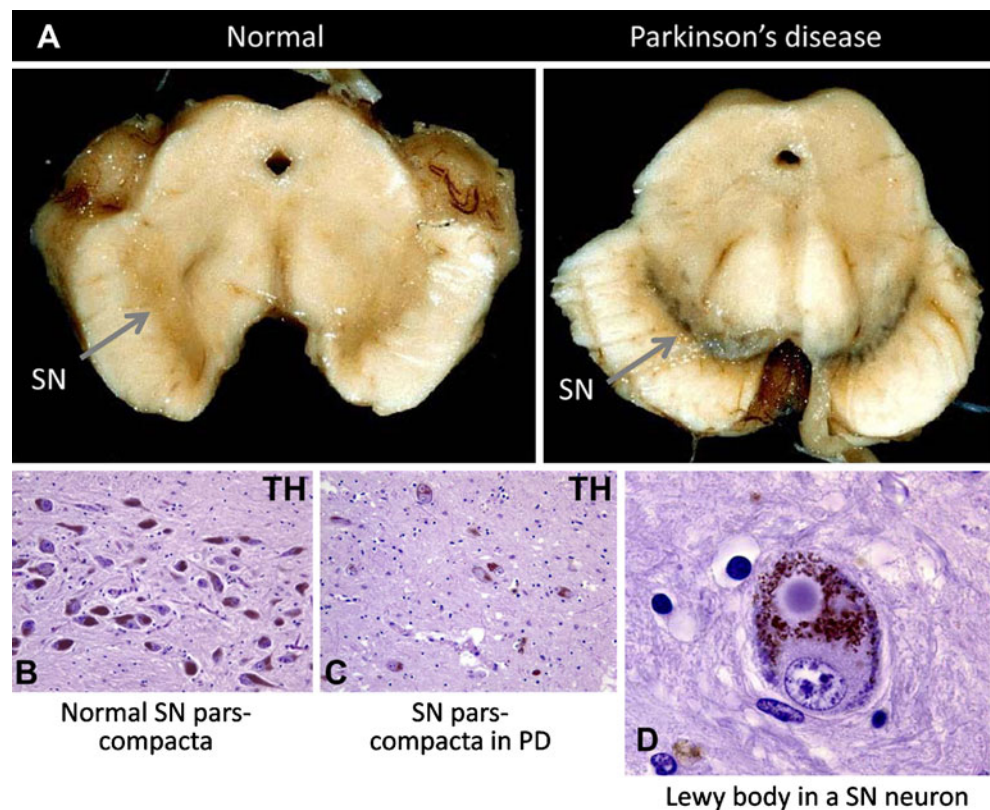 A
Normal
Parkinson's disease
SN
SN
TH
B
TH
C
D
Normal SN pars-
compacta
SN pars-
compacta in PD
Lewy body in a SN neuron